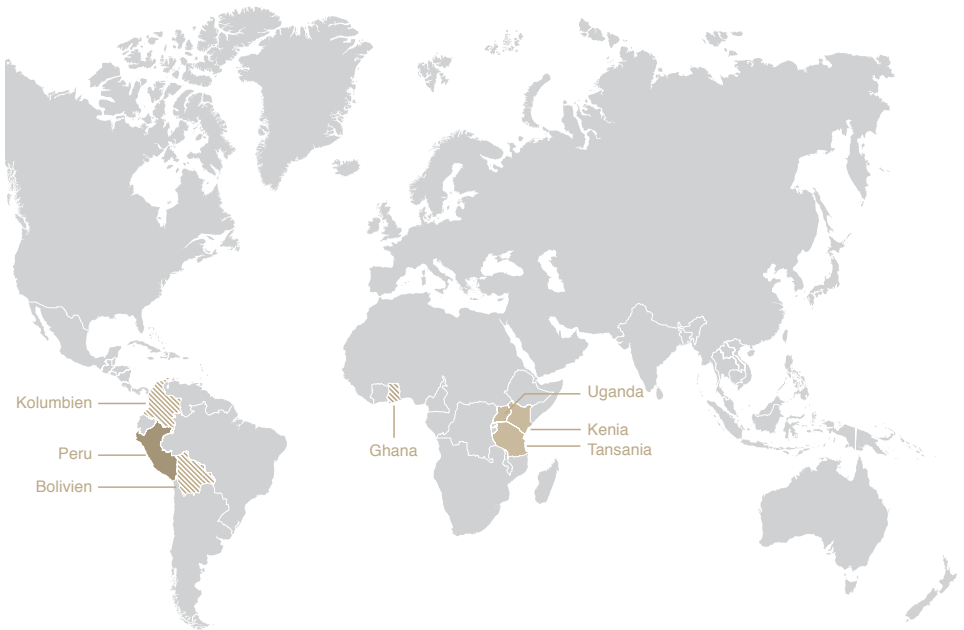 Kolumbien
Peru
Bolivien
Ghana
Uganda
Kenia
Tansania